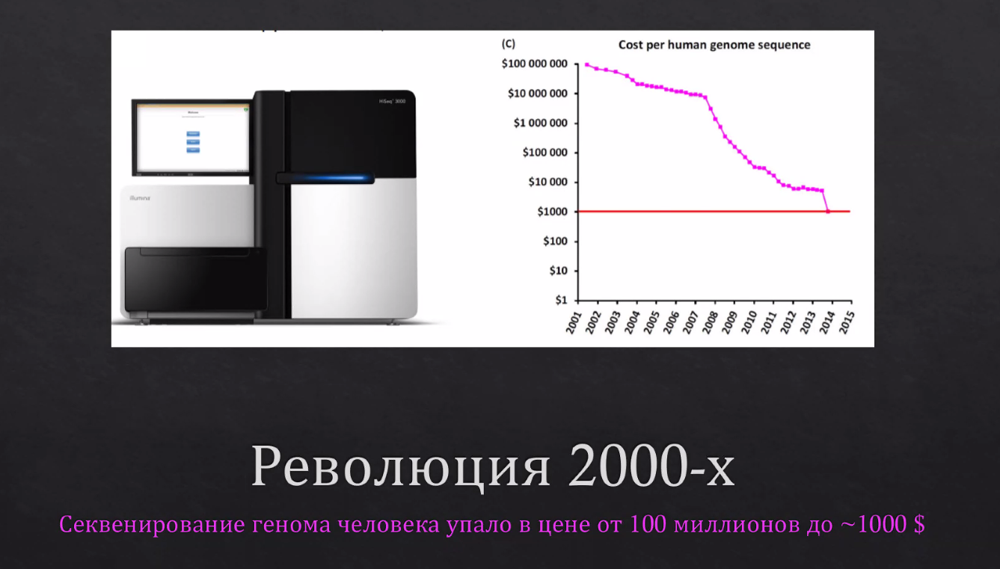 (C)
Cost per human genome sequence
$100 000 000
$10 000 000
$1 000 000
$100 000
$10 000
$1000
$100
$10
$1
2001 2002 2003 2004 2005 2006 2007 2008 2009 2010 2011 2012 2013 2014 2015
HiSeq™ 3000
illumina®
Революция 2000-х
Секвенирование генома человека упало в цене от 100 миллионов до ~1000 $